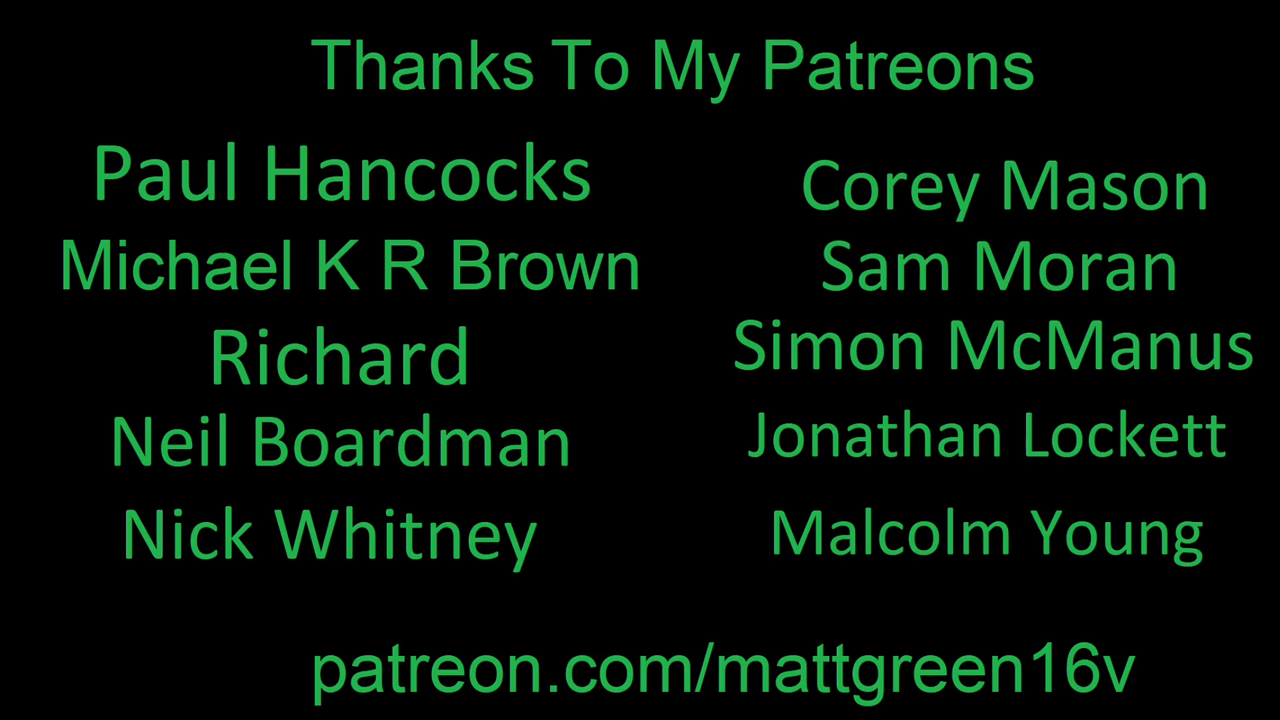 Thanks To My Patreons
Paul Hancocks
Michael K R Brown
Richard
Neil Boardman
Nick Whitney
Corey Mason
Sam Moran
Simon McManus
Jonathan Lockett
Malcolm Young
patreon.com/mattgreen16v